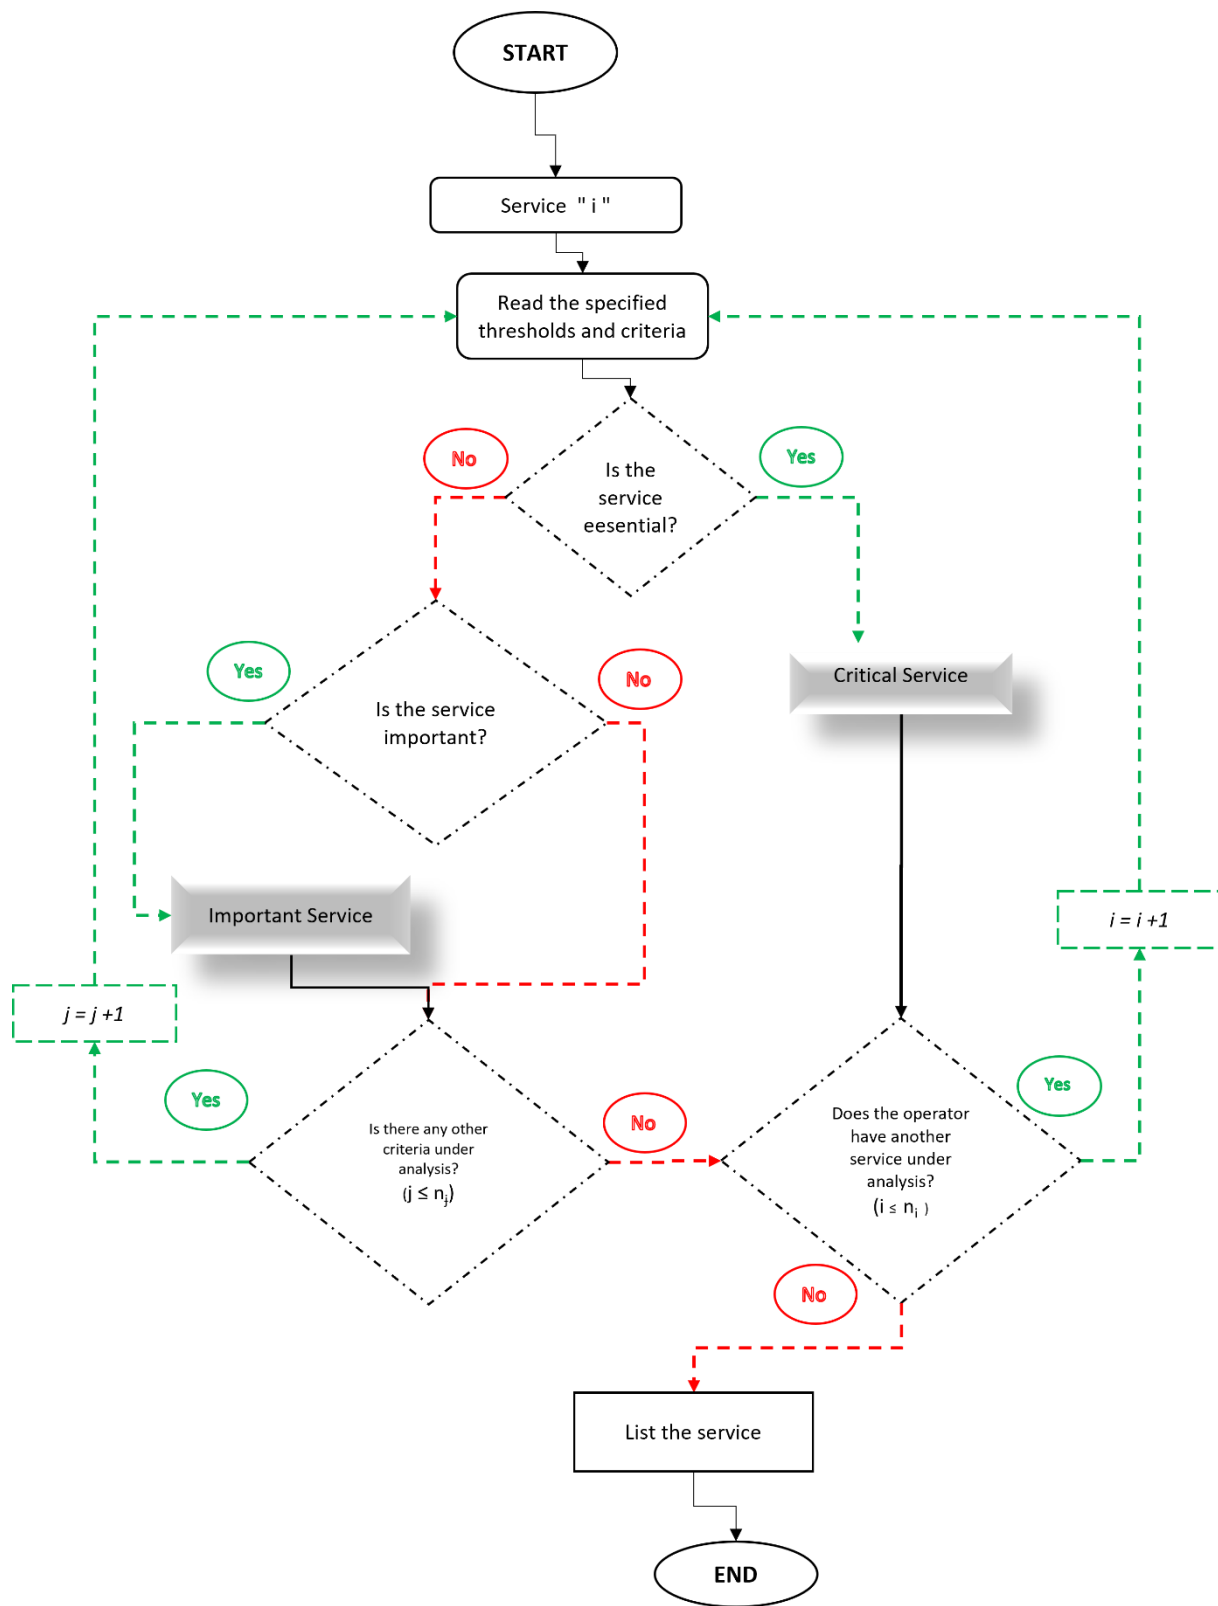 START
Service " i "
Read the specified
thresholds and criteria
No
Yes
Is the
service
eesential?
Yes
No
Critical Service
Is the service
important?
Important Service
i = i +1
j = j +1
Yes
Yes
No
Is there any other
criteria under
analysis?
(j ≤ nj)
Does the operator
have another
service under
analysis?
(i ≤ ni )
No
List the service
END